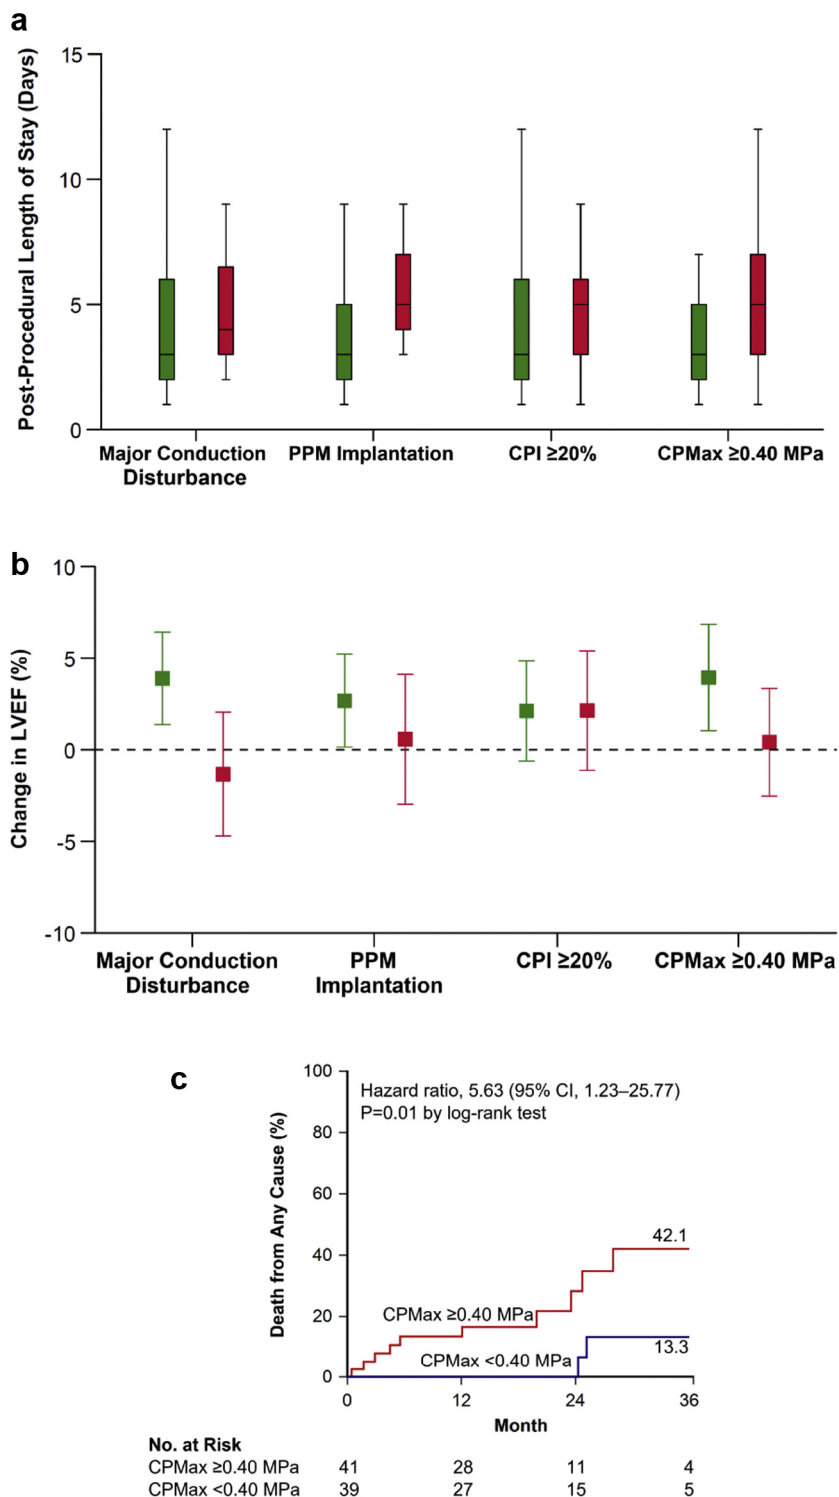 a
Post-Procedural Length of Stay (Days)
15
10
5
0
Major Conduction
Disturbance
PPM Implantation
CPI ≥20%
CPMax ≥0.40 MPa
b
Change in LVEF (%)
10
5
0
-5
-10
Major Conduction
Disturbance
PPM
Implantation
CPI ≥20%
CPMax ≥0.40 MPa
c
Death from Any Cause (%)
100
80
60
40
20
0
Hazard ratio, 5.63 (95% CI, 1.23–25.77)
P=0.01 by log-rank test
42.1
CPMax ≥0.40 MPa
CPMax <0.40 MPa
13.3
0 12 24 36
Month
No. at Risk
CPMax ≥0.40 MPa 41 28 11 4
CPMax <0.40 MPa 39 27 15 5